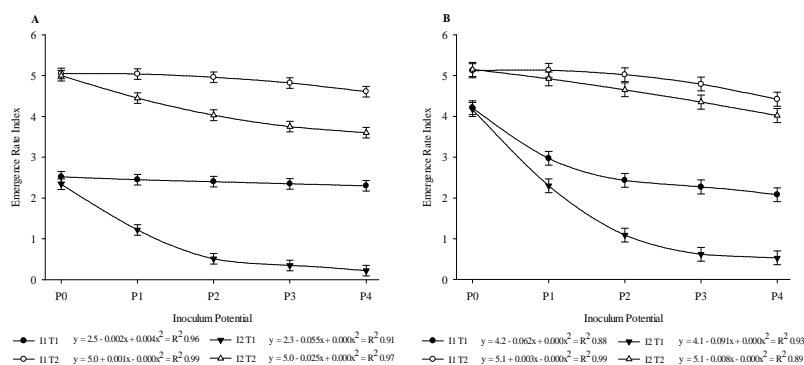 A
6
5
4
3
2
1
0
Emergence Rate Index
P0 P1 P2 P3 P4
Inoculum Potential
I1 T1 y = 2.5 - 0.002x + 0.004x² = R² 0.96
I2 T1 y = 2.3 - 0.055x + 0.000x² = R² 0.91
I1 T2 y = 5.0 + 0.001x - 0.000x² = R² 0.99
I2 T2 y = 5.0 - 0.025x + 0.000x² = R² 0.97
B
6
5
4
3
2
1
0
Emergence Rate Index
P0 P1 P2 P3 P4
Inoculum Potential
I1 T1 y = 4.2 - 0.062x + 0.000x² = R² 0.88
I2 T1 y = 4.1 - 0.091x + 0.000x² = R² 0.93
I1 T2 y = 5.1 + 0.003x - 0.000x² = R² 0.99
I2 T2 y = 5.1 - 0.008x - 0.000x² = R² 0.89